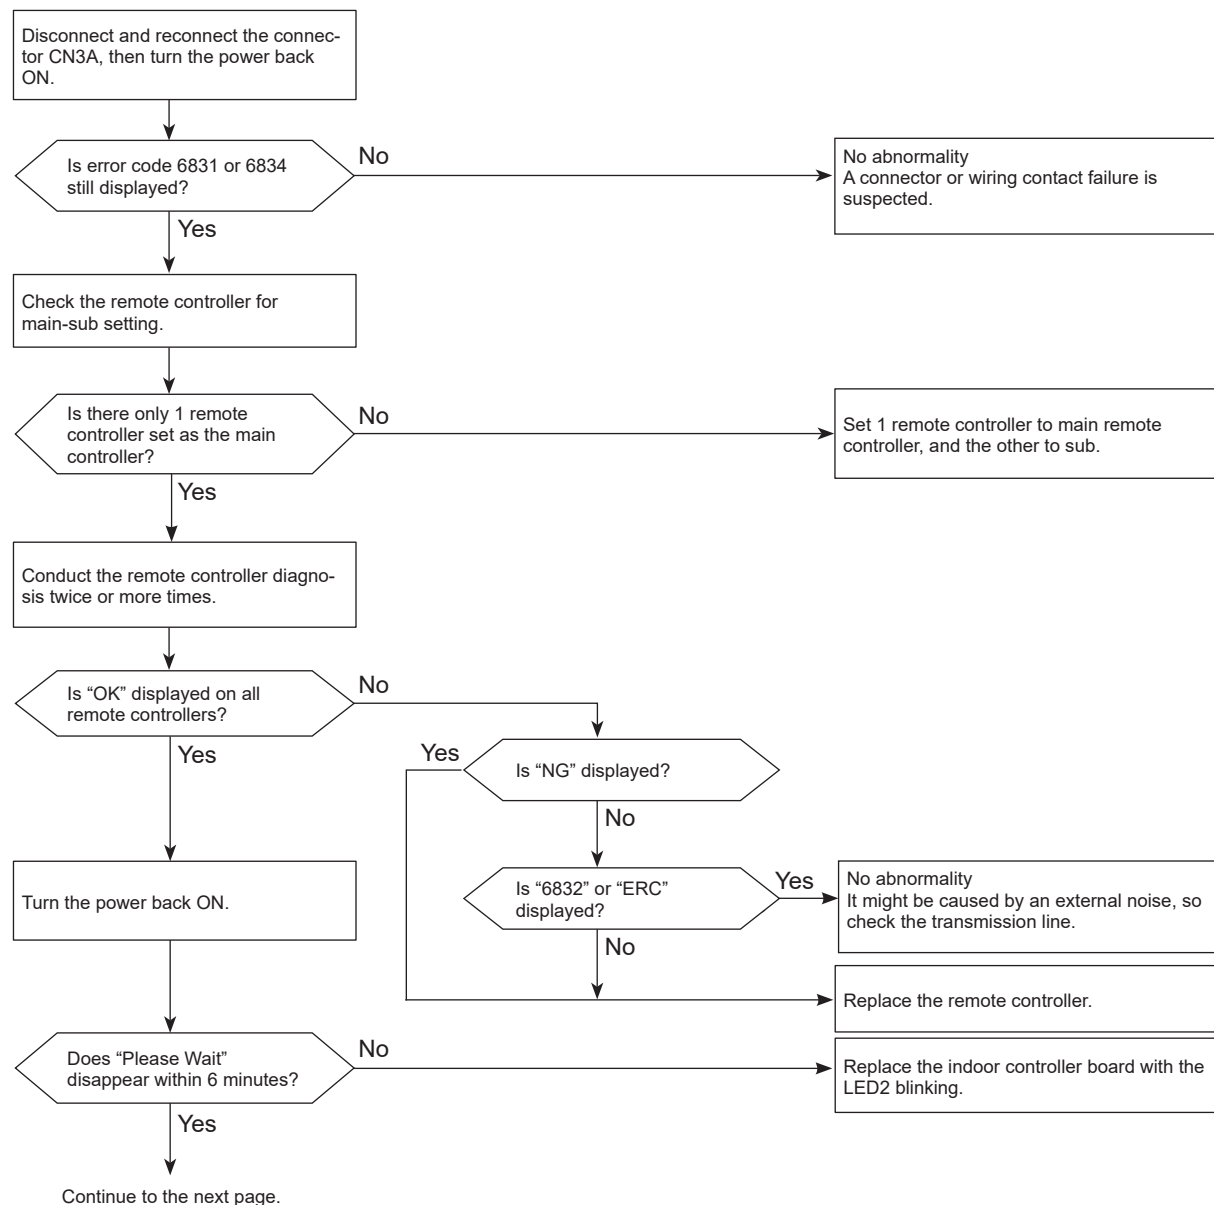 Disconnect and reconnect the connec-
tor CN3A, then turn the power back
ON.
Is error code 6831 or 6834
still displayed?
No
No abnormality
A connector or wiring contact failure is
suspected.
Yes
Check the remote controller for
main-sub setting.
Is there only 1 remote
controller set as the main
controller?
No
Set 1 remote controller to main remote
controller, and the other to sub.
Yes
Conduct the remote controller diagno-
sis twice or more times.
Is “OK” displayed on all
remote controllers?
No
Yes
Yes
Is “NG” displayed?
No
Turn the power back ON.
Is “6832” or “ERC”
displayed?
Yes
No abnormality
It might be caused by an external noise, so
check the transmission line.
No
Replace the remote controller.
Does “Please Wait”
disappear within 6 minutes?
No
Replace the indoor controller board with the
LED2 blinking.
Yes
Continue to the next page.